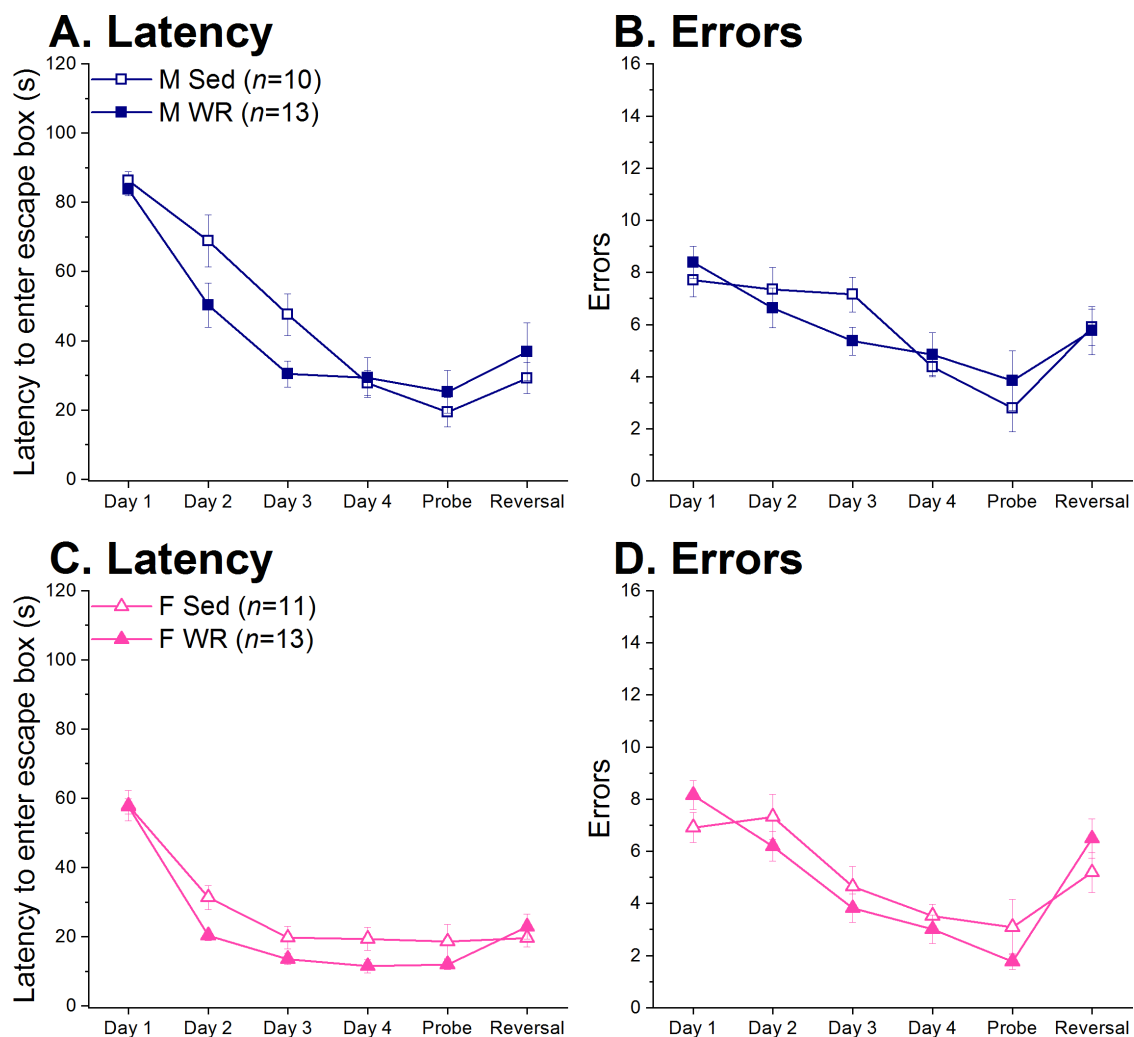 A. Latency
Latency to enter escape box (s)
120
100
80
60
40
20
0
M Sed (n=10)
M WR (n=13)
Day 1 Day 2 Day 3 Day 4 Probe Reversal
B. Errors
Errors
16
14
12
10
8
6
4
2
0
Day 1 Day 2 Day 3 Day 4 Probe Reversal
C. Latency
Latency to enter escape box (s)
120
100
80
60
40
20
0
F Sed (n=11)
F WR (n=13)
Day 1 Day 2 Day 3 Day 4 Probe Reversal
D. Errors
Errors
16
14
12
10
8
6
4
2
0
Day 1 Day 2 Day 3 Day 4 Probe Reversal